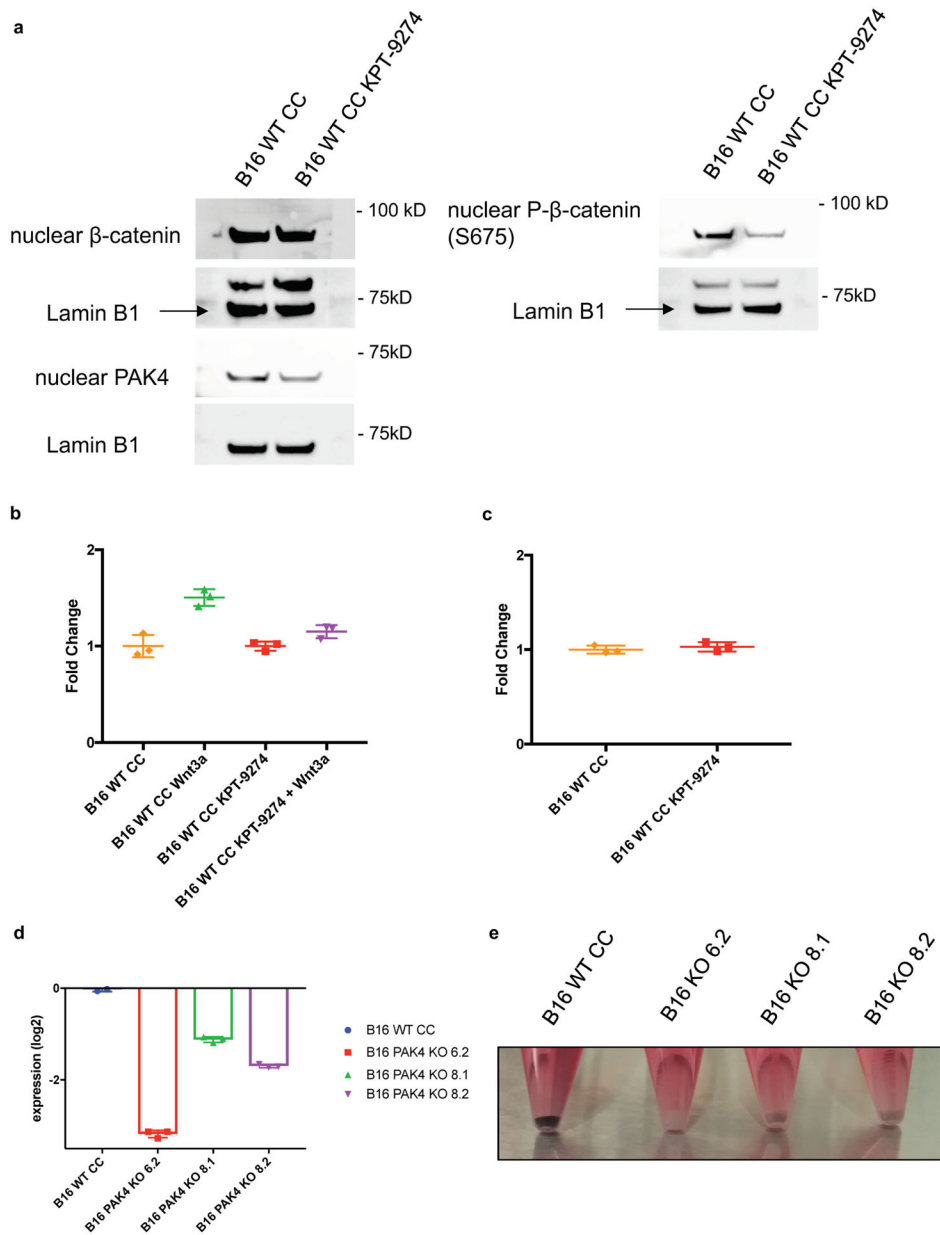 a
B16 WT CC
B16 WT CC KPT-9274
nuclear β-catenin
- 100 kD
Lamin B1
- 75kD
nuclear PAK4
- 75kD
Lamin B1
- 75kD
B16 WT CC
B16 WT CC KPT-9274
nuclear P-β-catenin
(S675)
- 100 kD
Lamin B1
- 75kD
b
Fold Change
2
1
0
B16 WT CC
B16 WT CC Wnt3a
B16 WT CC KPT-9274
B16 WT CC KPT-9274 + Wnt3a
c
Fold Change
2
1
0
B16 WT CC
B16 WT CC KPT-9274
d
expression (log2)
0
-2
B16 WT CC
B16 PAK4 KO 6.2
B16 PAK4 KO 8.1
B16 PAK4 KO 8.2
B16 WT CC
B16 PAK4 KO 6.2
B16 PAK4 KO 8.1
B16 PAK4 KO 8.2
e
B16 WT CC
B16 KO 6.2
B16 KO 8.1
B16 KO 8.2